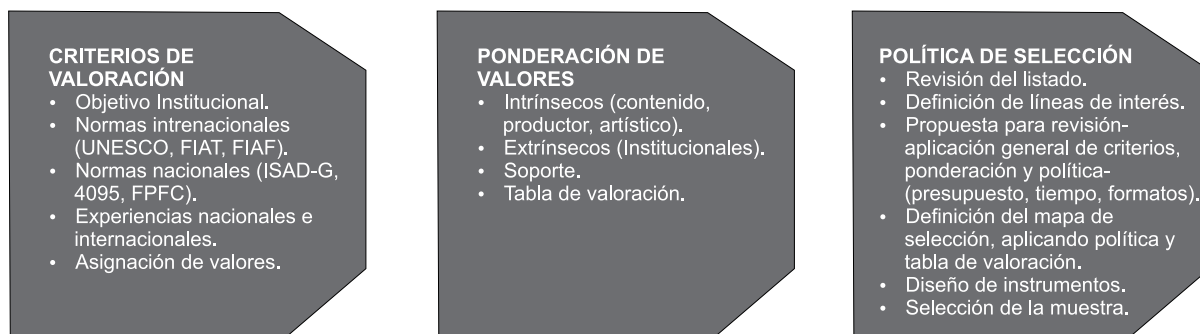 CRITERIOS DE
VALORACIÓN
• Objetivo Institucional.
• Normas intrenacionales
(UNESCO, FIAT, FIAF).
• Normas nacionales (ISAD-G,
4095, FPFC).
• Experiencias nacionales e
internacionales.
• Asignación de valores.
PONDERACIÓN DE
VALORES
• Intrínsecos (contenido,
productor, artístico).
• Extrínsecos (Institucionales).
• Soporte.
• Tabla de valoración.
POLÍTICA DE SELECCIÓN
• Revisión del listado.
• Definición de líneas de interés.
• Propuesta para revisión-
aplicación general de criterios,
ponderación y política-
(presupuesto, tiempo, formatos).
• Definición del mapa de
selección, aplicando política y
tabla de valoración.
• Diseño de instrumentos.
• Selección de la muestra.